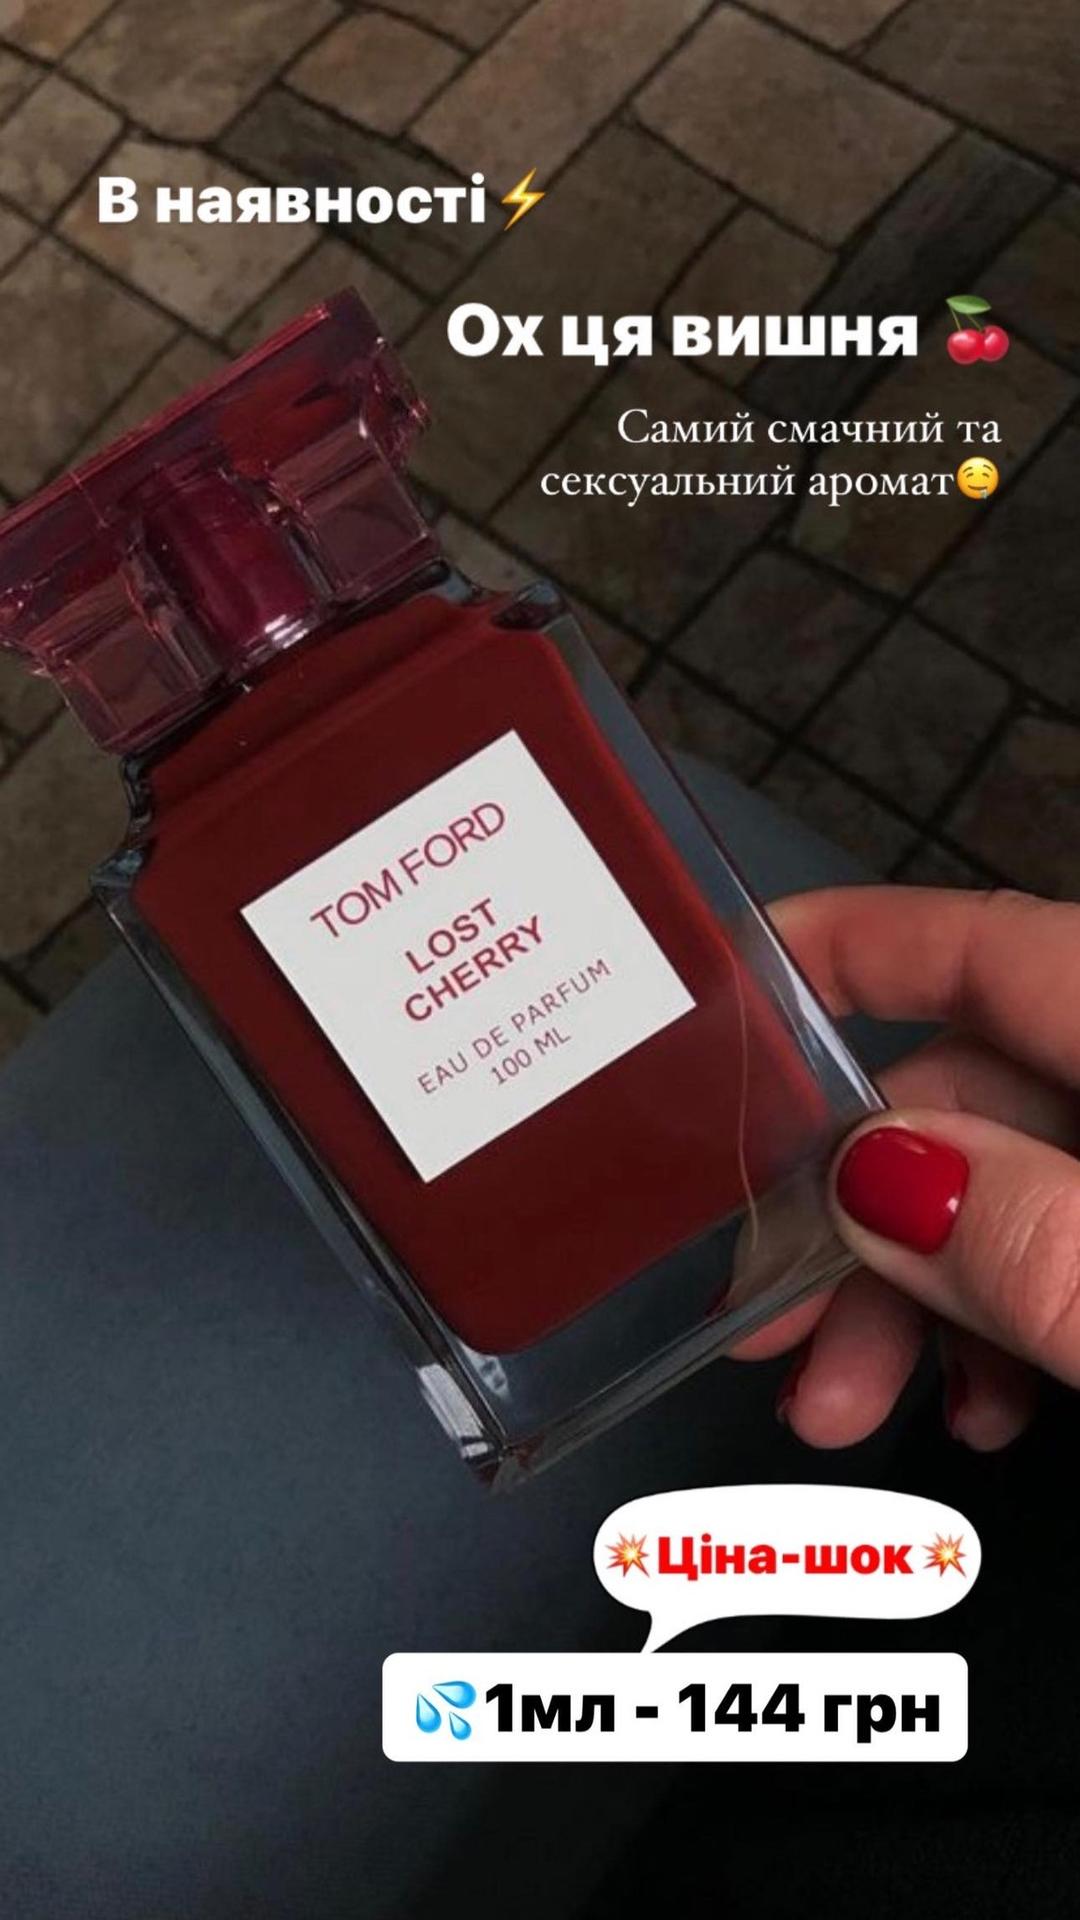 В наявності⚡
Ох ця вишня 🍒
Самий смачний та
сексуальний аромат🤤
TOM FORD
LOST
CHERRY
EAU DE PARFUM
100 ML
💥Ціна-шок💥
💦1мл - 144 грн